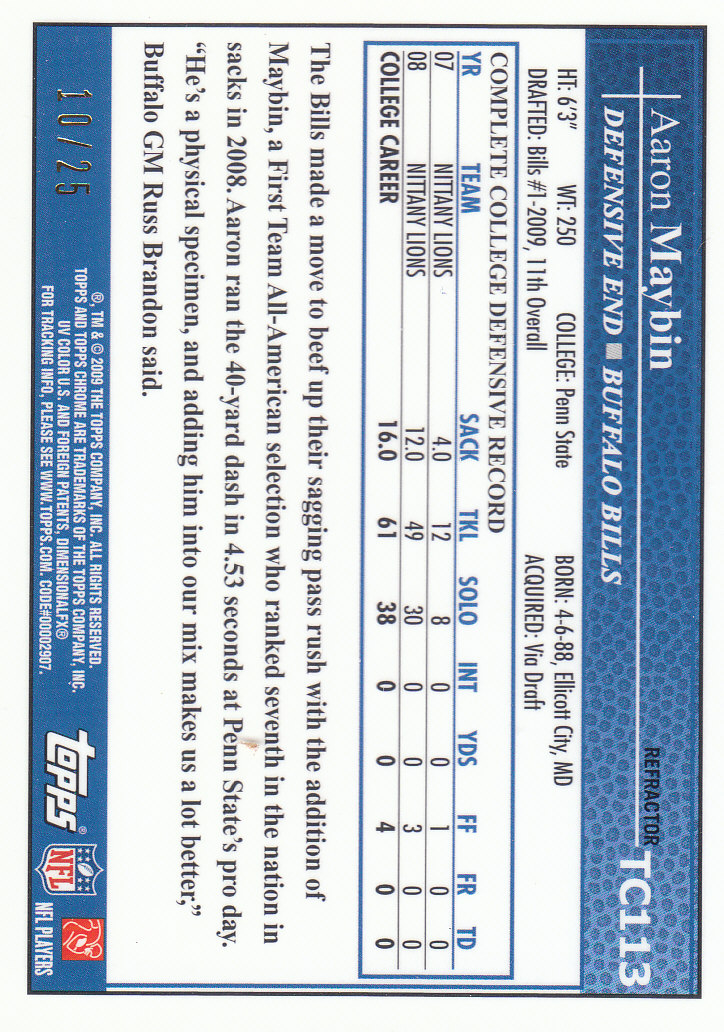 REFRACTOR
Aaron Maybin TC113
DEFENSIVE END ■ BUFFALO BILLS
HT: 6'3" WT: 250 COLLEGE: Penn State BORN: 4-6-88, Ellicott City, MD
DRAFTED: Bills #1-2009, 11th Overall ACQUIRED: Via Draft
COMPLETE COLLEGE DEFENSIVE RECORD
YR TEAM SACK TKL SOLO INT YDS FF FR TD
07 NITTANY LIONS 4.0 12 8 0 0 1 0 0
08 NITTANY LIONS 12.0 49 30 0 0 3 0 0
COLLEGE CAREER 16.0 61 38 0 0 4 0 0
The Bills made a move to beef up their sagging pass rush with the addition of
Maybin, a First Team All-American selection who ranked seventh in the nation in
sacks in 2008. Aaron ran the 40-yard dash in 4.53 seconds at Penn State's pro day.
“He's a physical specimen, and adding him into our mix makes us a lot better,”
Buffalo GM Russ Brandon said.
10/25
®, TM & © 2009 THE TOPPS COMPANY, INC. ALL RIGHTS RESERVED.
TOPPS AND TOPPS CHROME ARE TRADEMARKS OF THE TOPPS COMPANY, INC.
UV COLOR U.S. AND FOREIGN PATENTS, DIMENSIONALFX®
FOR TRACKING INFO, PLEASE SEE WWW.TOPPS.COM. CODE#00002907.
topps®
NFL
NFL PLAYERS